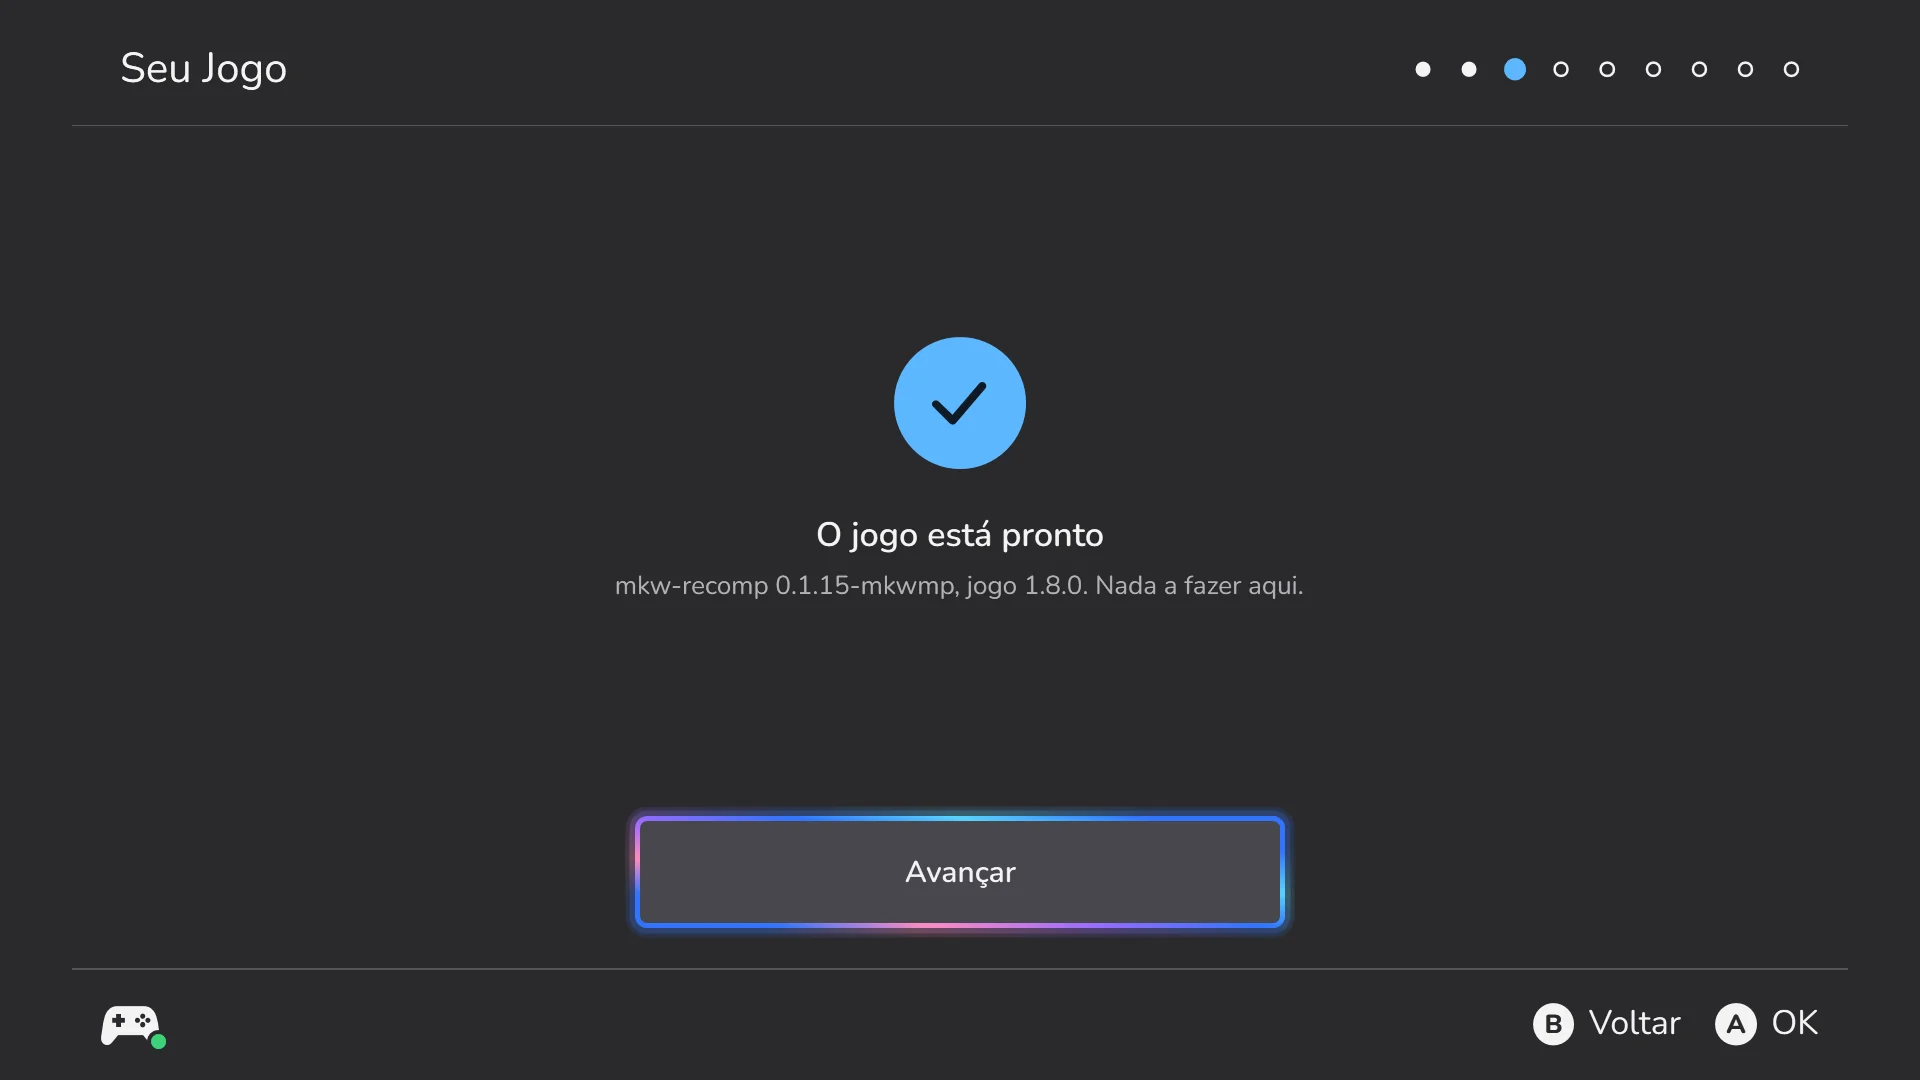 Seu Jogo
O jogo está pronto
mkw-recomp 0.1.15-mkwmp, jogo 1.8.0. Nada a fazer aqui.
Avançar
B Voltar A OK